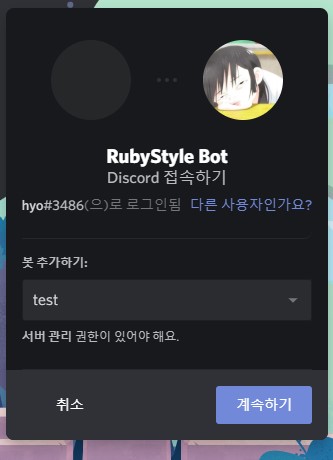 RubyStyle Bot
Discord 접속하기
hyo#3486(으)로 로그인됨 다른 사용자인가요?
봇 추가하기:
test
서버 관리 권한이 있어야 해요.
취소 계속하기